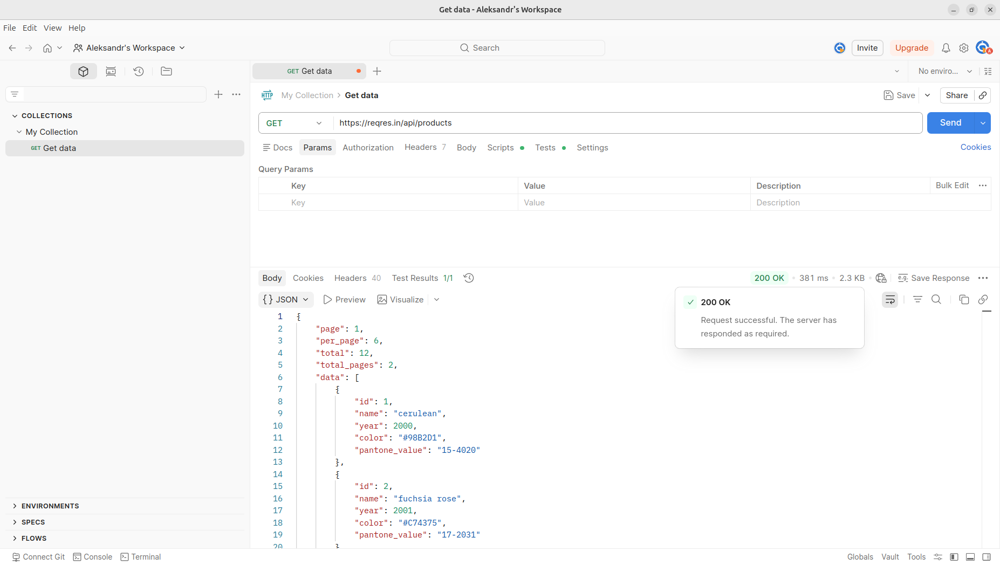 Get data - Aleksandr's Workspace
File Edit View Help
Aleksandr's Workspace
Search
Invite
Upgrade
A
GET Get data
No enviro...
HTTP
My Collection > Get data
Save
Share
COLLECTIONS
My Collection
GET Get data
GET
https://reqres.in/api/products
Send
Docs Params Authorization Headers 7 Body Scripts Tests Settings
Cookies
Query Params
Key Value Description Bulk Edit
Key Value Description
Body Cookies Headers 40 Test Results 1/1
200 OK 381 ms 2.3 KB e.g. Save Response
{} JSON Preview Visualize
200 OK
Request successful. The server has
responded as required.
1 {
2 "page": 1,
3 "per_page": 6,
4 "total": 12,
5 "total_pages": 2,
6 "data": [
7 {
8 "id": 1,
9 "name": "cerulean",
10 "year": 2000,
11 "color": "#98B2D1",
12 "pantone_value": "15-4020"
13 },
14 {
15 "id": 2,
16 "name": "fuchsia rose",
17 "year": 2001,
18 "color": "#C74375",
19 "pantone_value": "17-2031"
20 }
ENVIRONMENTS
SPECS
FLOWS
Connect Git Console Terminal
Globals Vault Tools